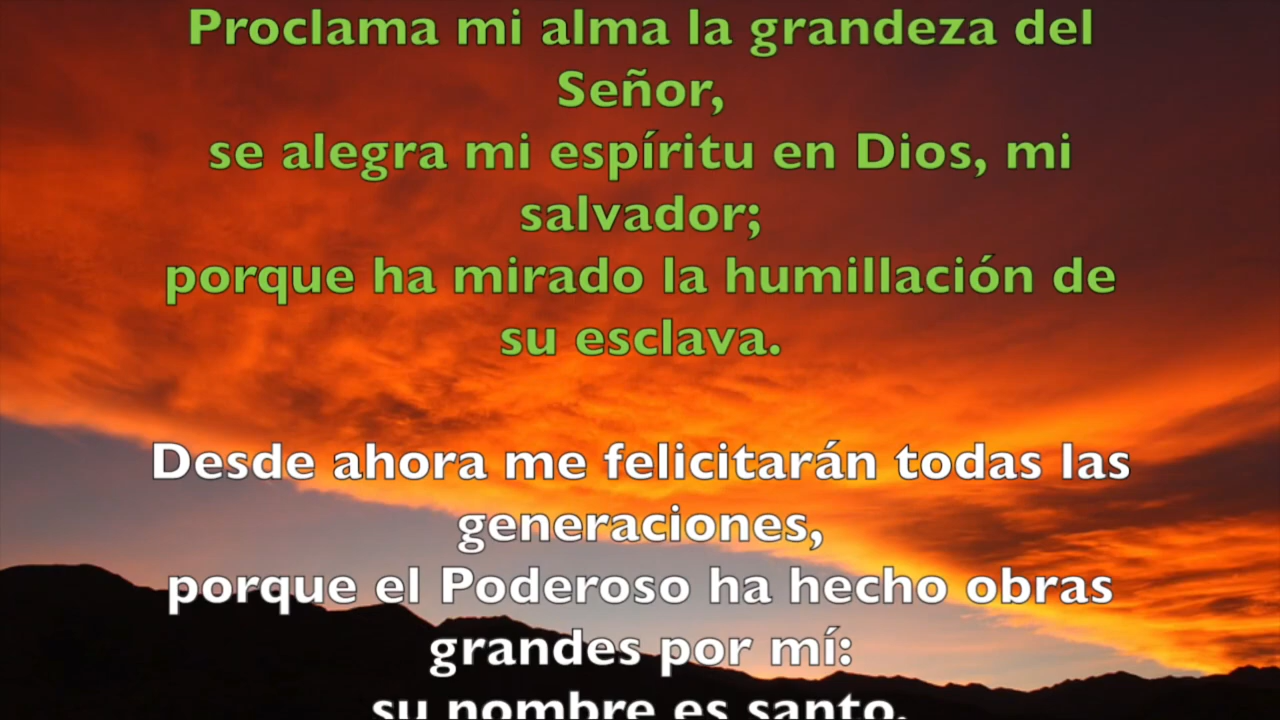 Proclama mi alma la grandeza del
Señor,
se alegra mi espíritu en Dios, mi
salvador;
porque ha mirado la humillación de
su esclava.
Desde ahora me felicitarán todas las
generaciones,
porque el Poderoso ha hecho obras
grandes por mí:
su nombre es santo.